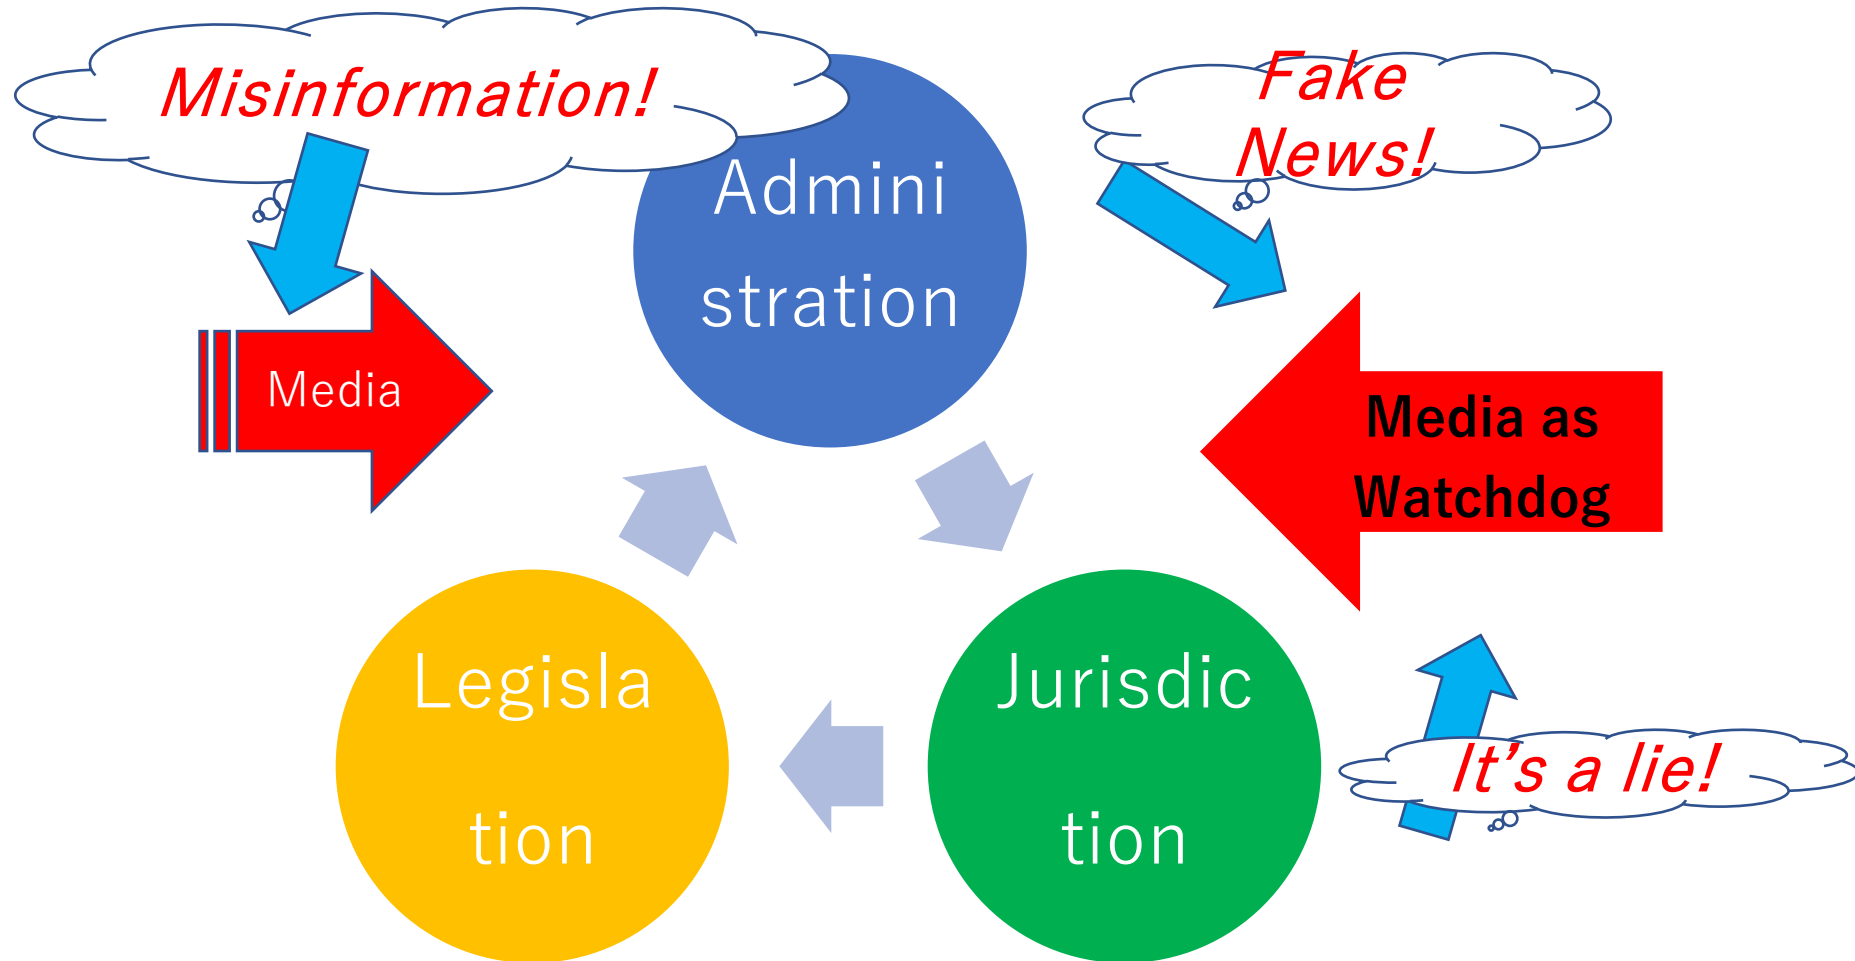 Misinformation!
Fake
News!
Admini
stration
Media
Media as
Watchdog
Legisla
tion
Jurisdic
tion
It's a lie!